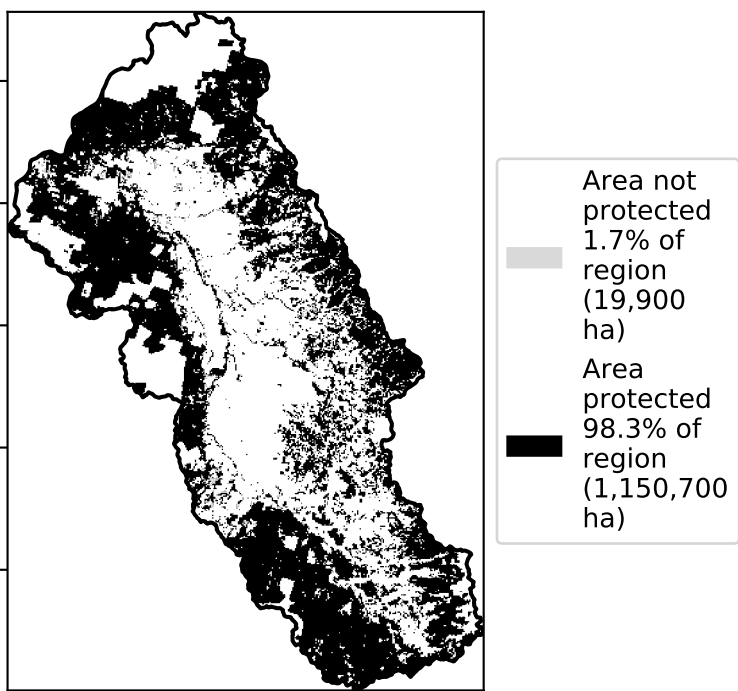 Area not
protected
1.7% of
region
(19,900
ha)
Area
protected
98.3% of
region
(1,150,700
ha)